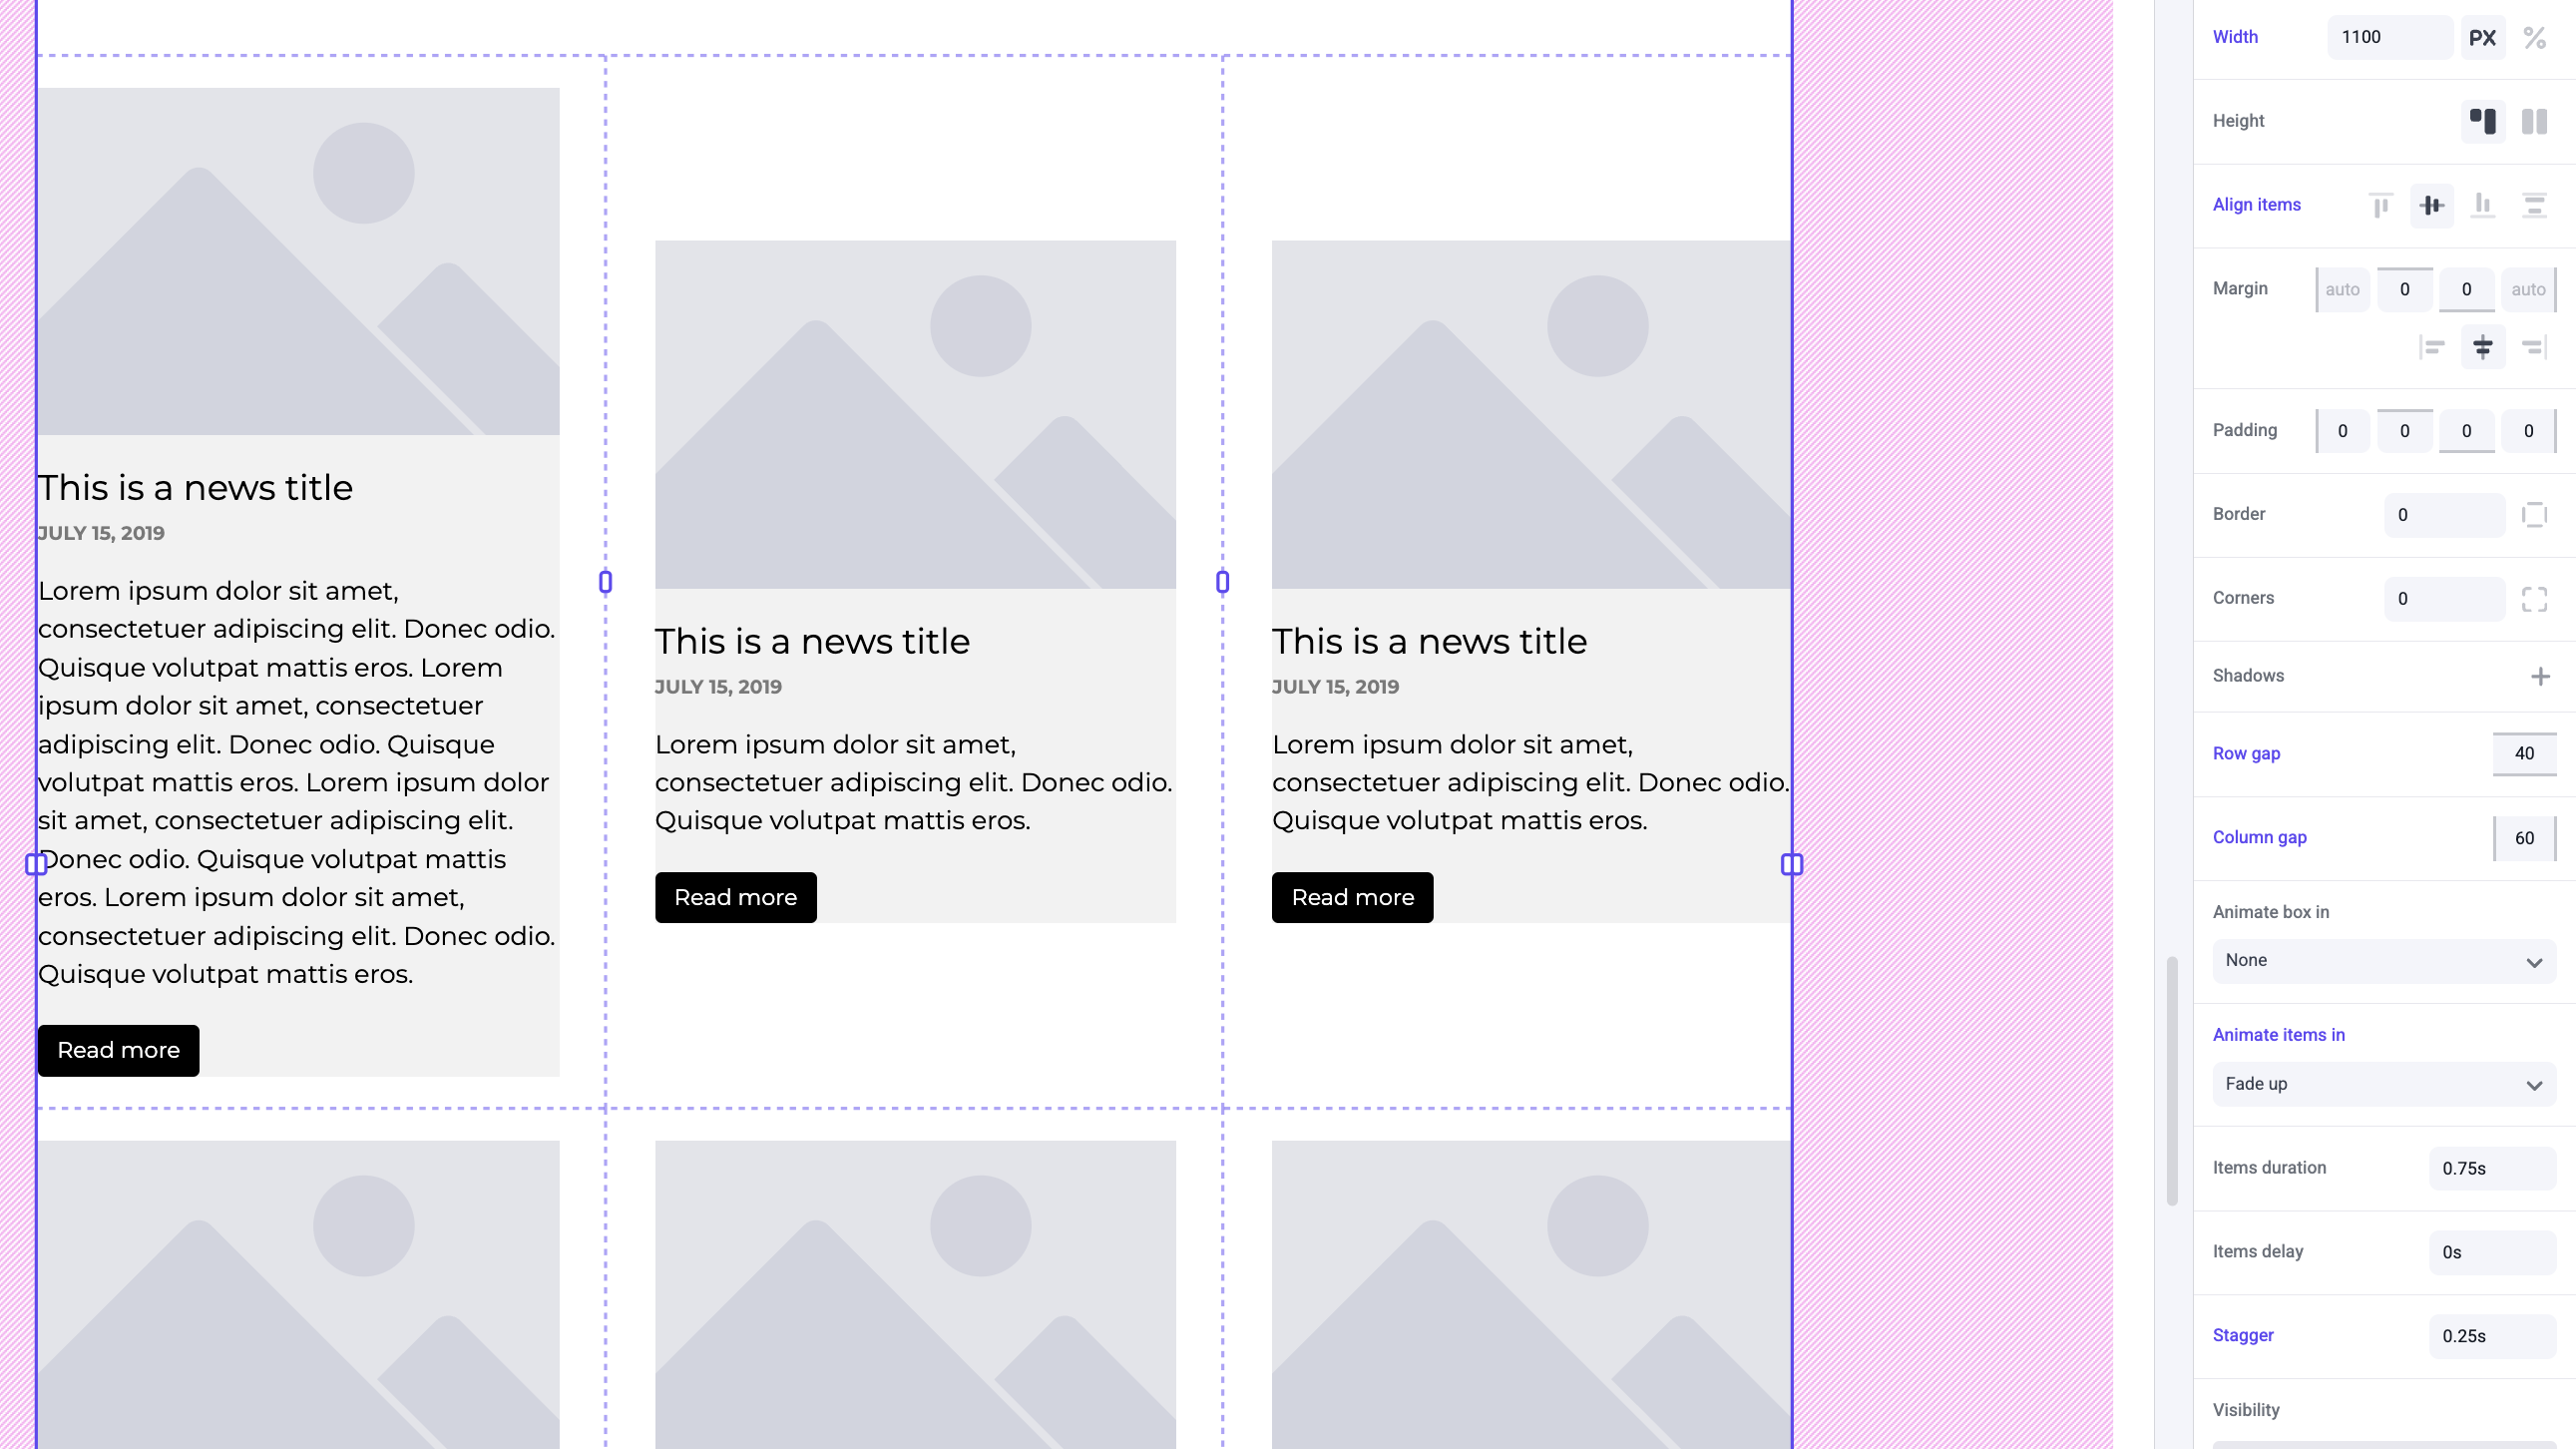 This is a news title
JULY 15, 2019
Lorem ipsum dolor sit amet,
consectetuer adipiscing elit. Donec odio.
Quisque volutpat mattis eros. Lorem
ipsum dolor sit amet, consectetuer
adipiscing elit. Donec odio. Quisque
volutpat mattis eros. Lorem ipsum dolor
sit amet, consectetuer adipiscing elit.
Donec odio. Quisque volutpat mattis
eros. Lorem ipsum dolor sit amet,
consectetuer adipiscing elit. Donec odio.
Quisque volutpat mattis eros.
Read more
This is a news title
JULY 15, 2019
Lorem ipsum dolor sit amet,
consectetuer adipiscing elit. Donec odio.
Quisque volutpat mattis eros.
Read more
This is a news title
JULY 15, 2019
Lorem ipsum dolor sit amet,
consectetuer adipiscing elit. Donec odio.
Quisque volutpat mattis eros.
Read more
Width 1100 PX %
Height
Align items
Margin auto 0 0 auto
Padding 0 0 0 0
Border 0
Corners 0
Shadows
Row gap 40
Column gap 60
Animate box in
None
Animate items in
Fade up
Items duration 0.75s
Items delay 0s
Stagger 0.25s
Visibility